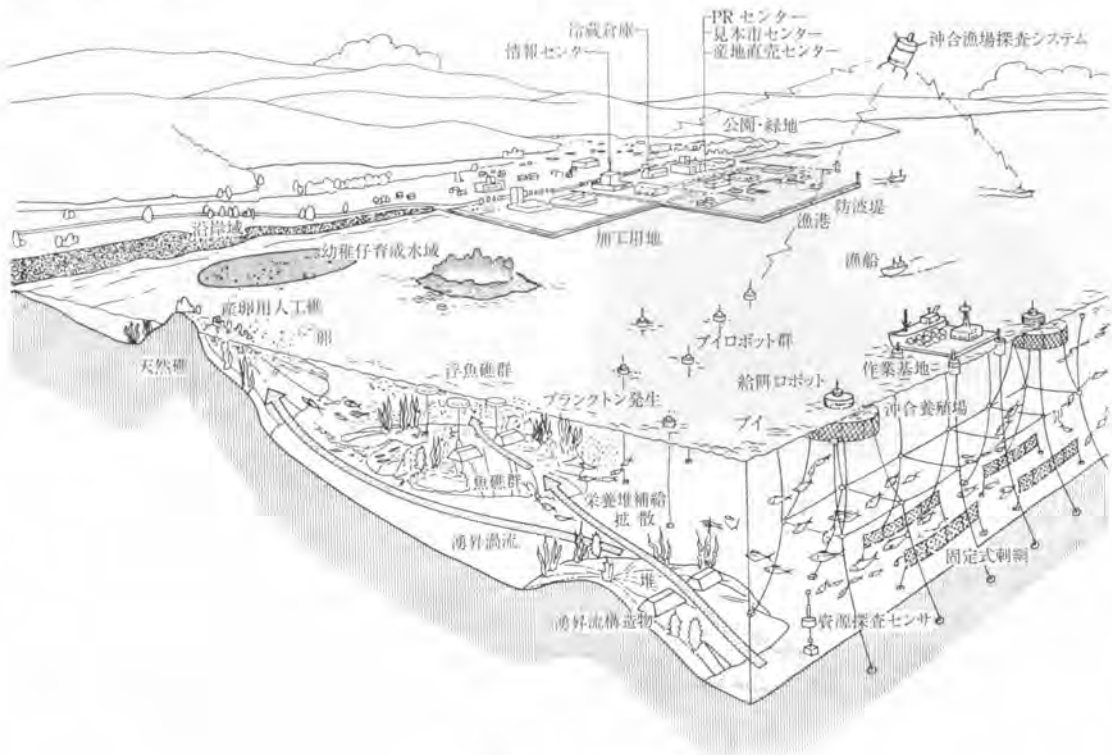 PRセンター
冷蔵倉庫
見本市センター
情報センター
産地直売センター
沖合漁場探査システム
公園・緑地
防波堤
漁港
沿岸域
加工用地
幼稚仔育成水域
漁船
産卵用人工礁
卵
ブイロボット群
天然礁
浮魚礁群
作業基地
給餌ロボット
プランクトン発生
ブイ
沖合養殖場
魚礁群
栄養堆補給
拡散
湧昇渦流
固定式刺網
堆
湧昇流構造物
資源探査センサ